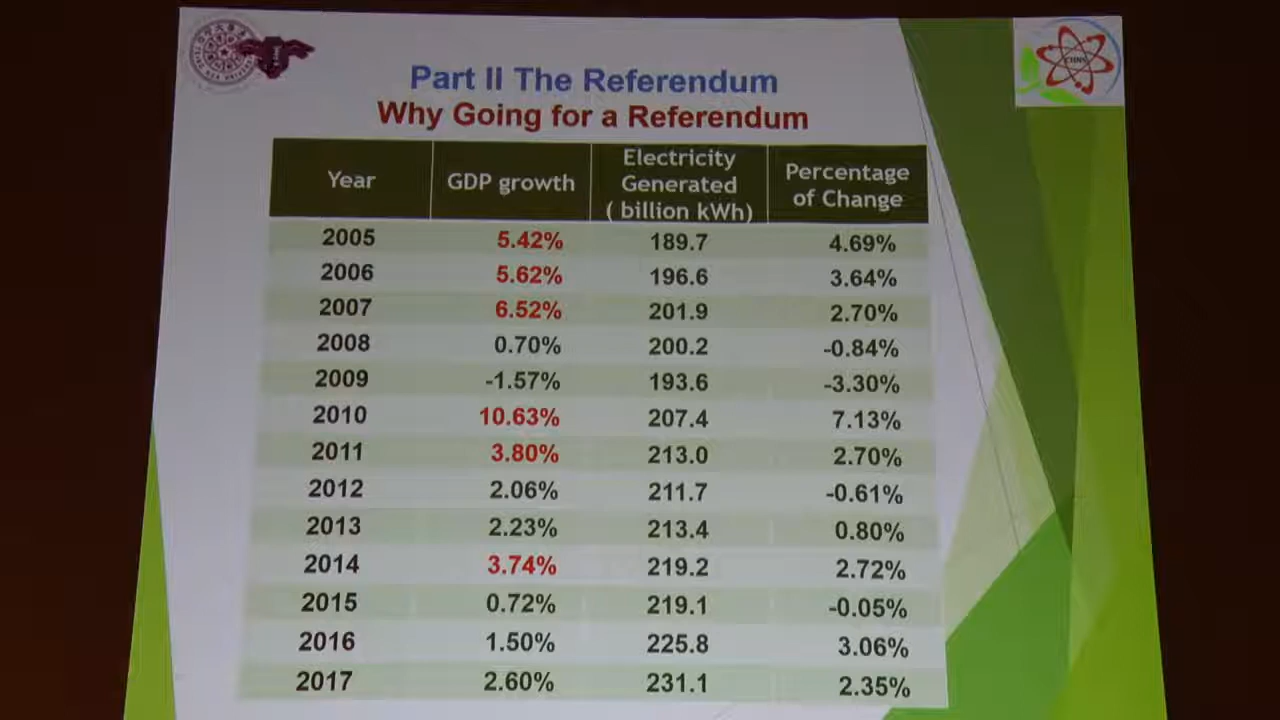 Part II The Referendum
Why Going for a Referendum
Year GDP growth Electricity Generated ( billion kWh) Percentage of Change
2005 5.42% 189.7 4.69%
2006 5.62% 196.6 3.64%
2007 6.52% 201.9 2.70%
2008 0.70% 200.2 -0.84%
2009 -1.57% 193.6 -3.30%
2010 10.63% 207.4 7.13%
2011 3.80% 213.0 2.70%
2012 2.06% 211.7 -0.61%
2013 2.23% 213.4 0.80%
2014 3.74% 219.2 2.72%
2015 0.72% 219.1 -0.05%
2016 1.50% 225.8 3.06%
2017 2.60% 231.1 2.35%